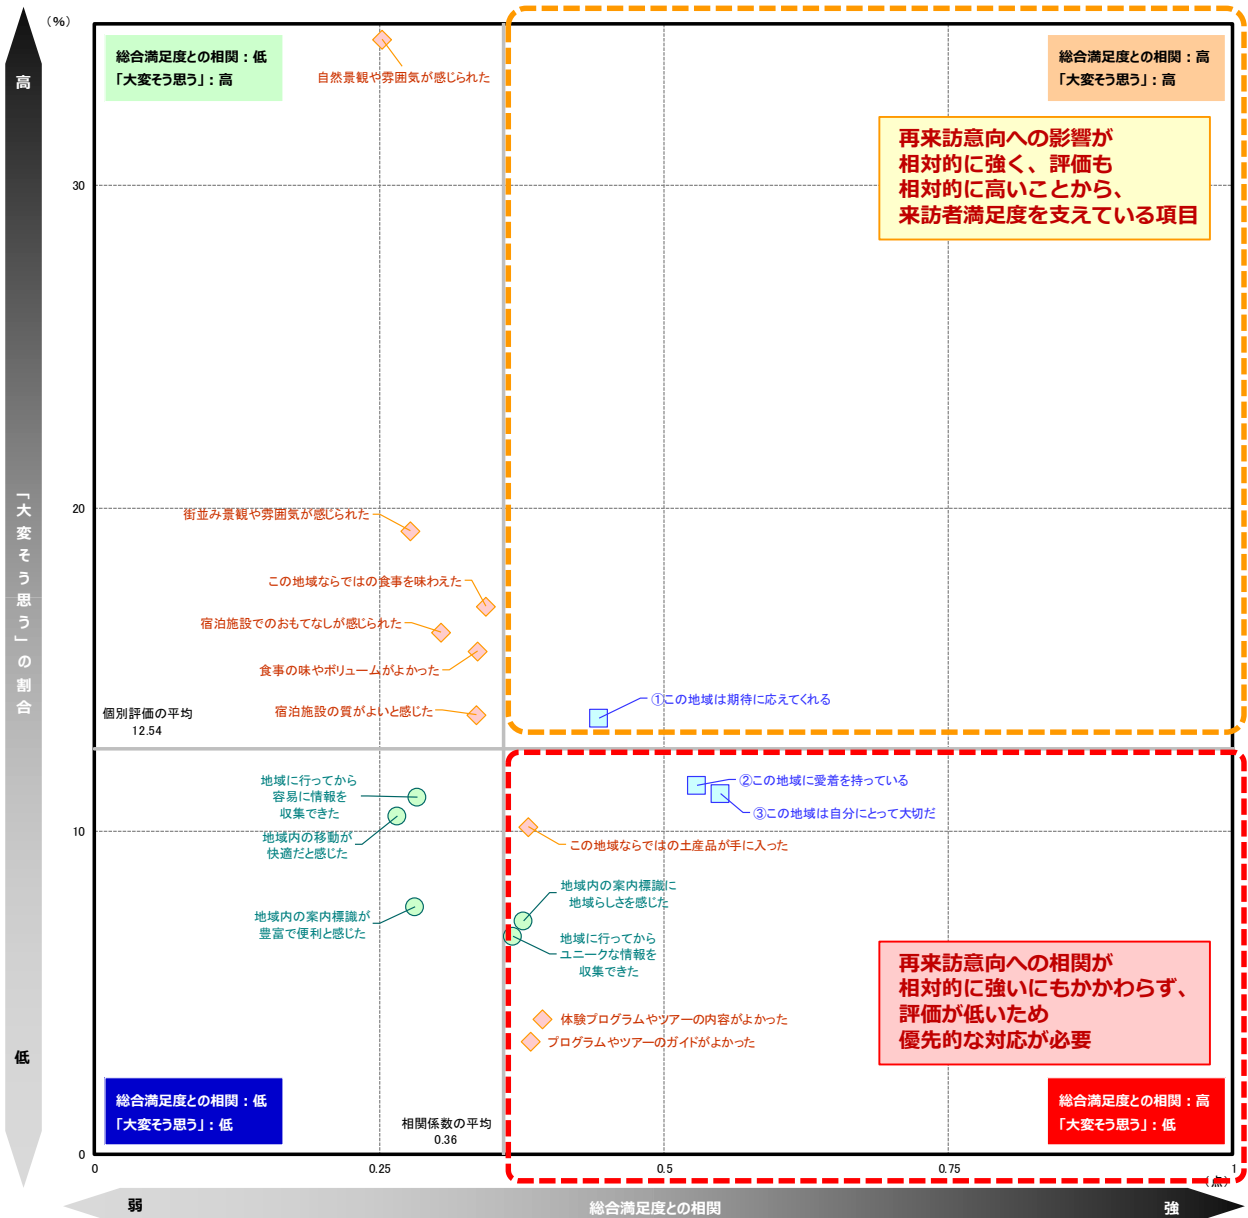 (%)
高
総合満足度との相関：低
「大変そう思う」：高
総合満足度との相関：高
「大変そう思う」：高
自然景観や雰囲気が感じられた
再来訪意向への影響が
相対的に強く、評価も
相対的に高いことから、
来訪者満足度を支えている項目
30
「大変そう思う」の割合
20
街並み景観や雰囲気が感じられた
この地域ならではの食事を味わえた
宿泊施設でのおもてなしが感じられた
食事の味やボリュームがよかった
宿泊施設の質がよいと感じた
①この地域は期待に応えてくれる
個別評価の平均
12.54
地域に行ってから
容易に情報を
収集できた
地域内の移動が
快適だと感じた
②この地域に愛着を持っている
③この地域は自分にとって大切だ
10
この地域ならではの土産品が手に入った
地域内の案内標識に
地域らしさを感じた
地域内の案内標識が
豊富で便利と感じた
地域に行ってから
ユニークな情報を
収集できた
再来訪意向への相関が
相対的に強いにもかかわらず、
評価が低いため
優先的な対応が必要
体験プログラムやツアーの内容がよかった
プログラムやツアーのガイドがよかった
低
総合満足度との相関：低
「大変そう思う」：低
相関係数の平均
0.36
総合満足度との相関：高
「大変そう思う」：低
0
0
0.25
0.5
0.75
1
(点)
弱
総合満足度との相関
強